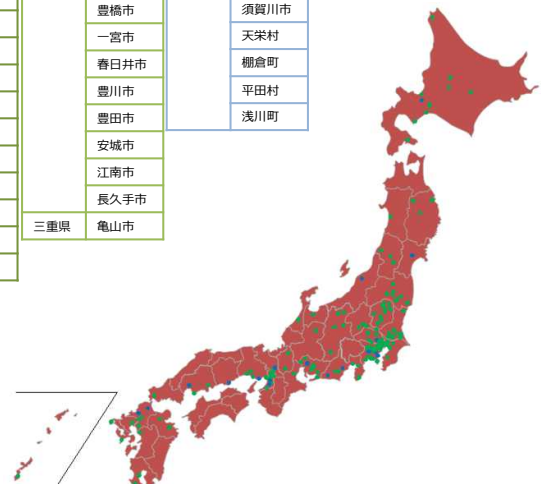 豊橋市
一宮市
春日井市
豊川市
豊田市
安城市
江南市
長久手市
三重県 亀山市
須賀川市
天栄村
棚倉町
平田村
浅川町